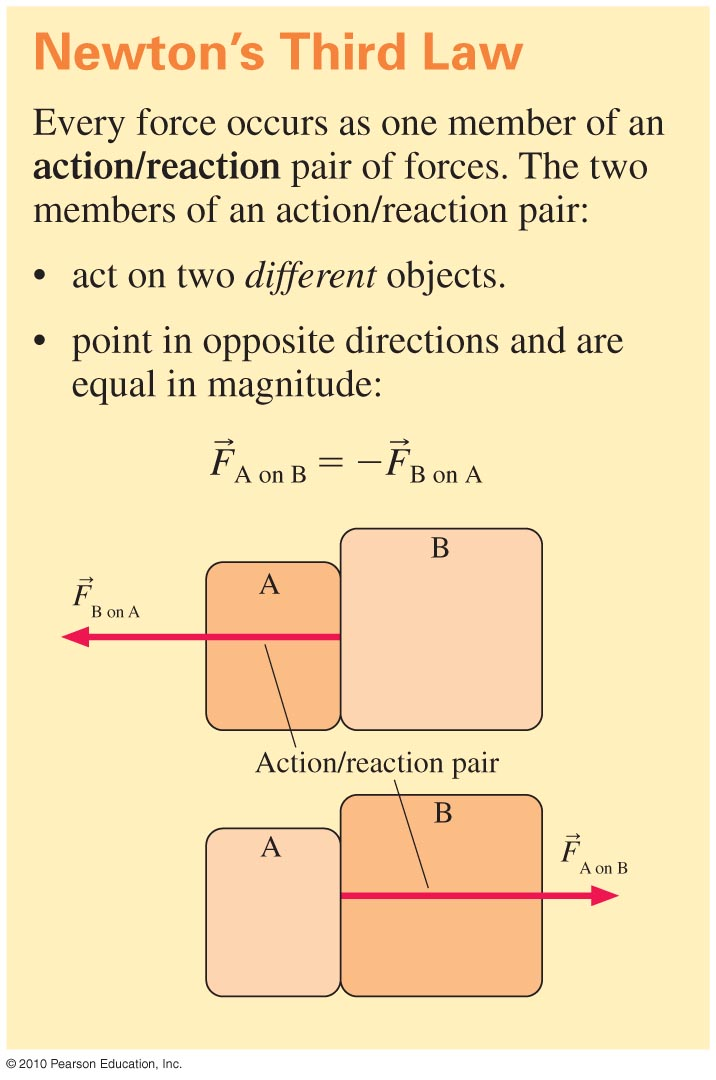 Newton's Third Law
Every force occurs as one member of an
action/reaction pair of forces. The two
members of an action/reaction pair:
• act on two different objects.
• point in opposite directions and are
equal in magnitude:
F⃗ A on B = −F⃗ B on A
B
A
F⃗ B on A
Action/reaction pair
B
A
F⃗ A on B
© 2010 Pearson Education, Inc.